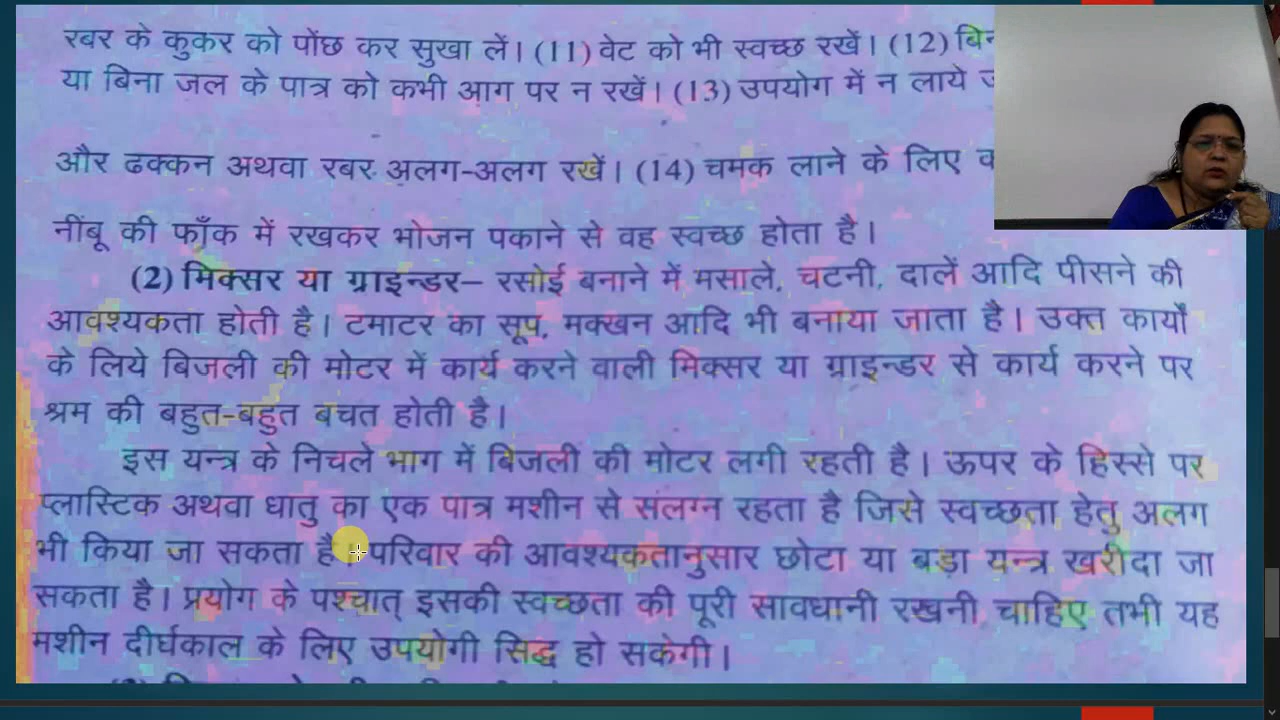 रबर के कुकर को पोंछ कर सुखा लें। (11) वेट को भी स्वच्छ रखें। (12)
या बिना जल के पात्र को कभी आग पर न रखें। (13) उपयोग में न लाये
और ढक्कन अथवा रबर अलग-अलग रखें। (14) चमक लाने के लिए
नींबू की फाँक में रखकर भोजन पकाने से वह स्वच्छ होता है।
(2) मिक्सर या ग्राइन्डर– रसोई बनाने में मसाले, चटनी, दालें आदि पीसने की
आवश्यकता होती है। टमाटर का सूप, मक्खन आदि भी बनाया जाता है। उक्त कार्यों
के लिये बिजली की मोटर में कार्य करने वाली मिक्सर या ग्राइन्डर से कार्य करने पर
श्रम की बहुत-बहुत बचत होती है।
इस यन्त्र के निचले भाग में बिजली की मोटर लगी रहती है। ऊपर के हिस्से पर
प्लास्टिक अथवा धातु का एक पात्र मशीन से संलग्न रहता है जिसे स्वच्छता हेतु अलग
भी किया जा सकता है। परिवार की आवश्यकतानुसार छोटा या बड़ा यन्त्र खरीदा जा
सकता है। प्रयोग के पश्चात् इसकी स्वच्छता की पूरी सावधानी रखनी चाहिए तभी यह
मशीन दीर्घकाल के लिए उपयोगी सिद्ध हो सकेगी।